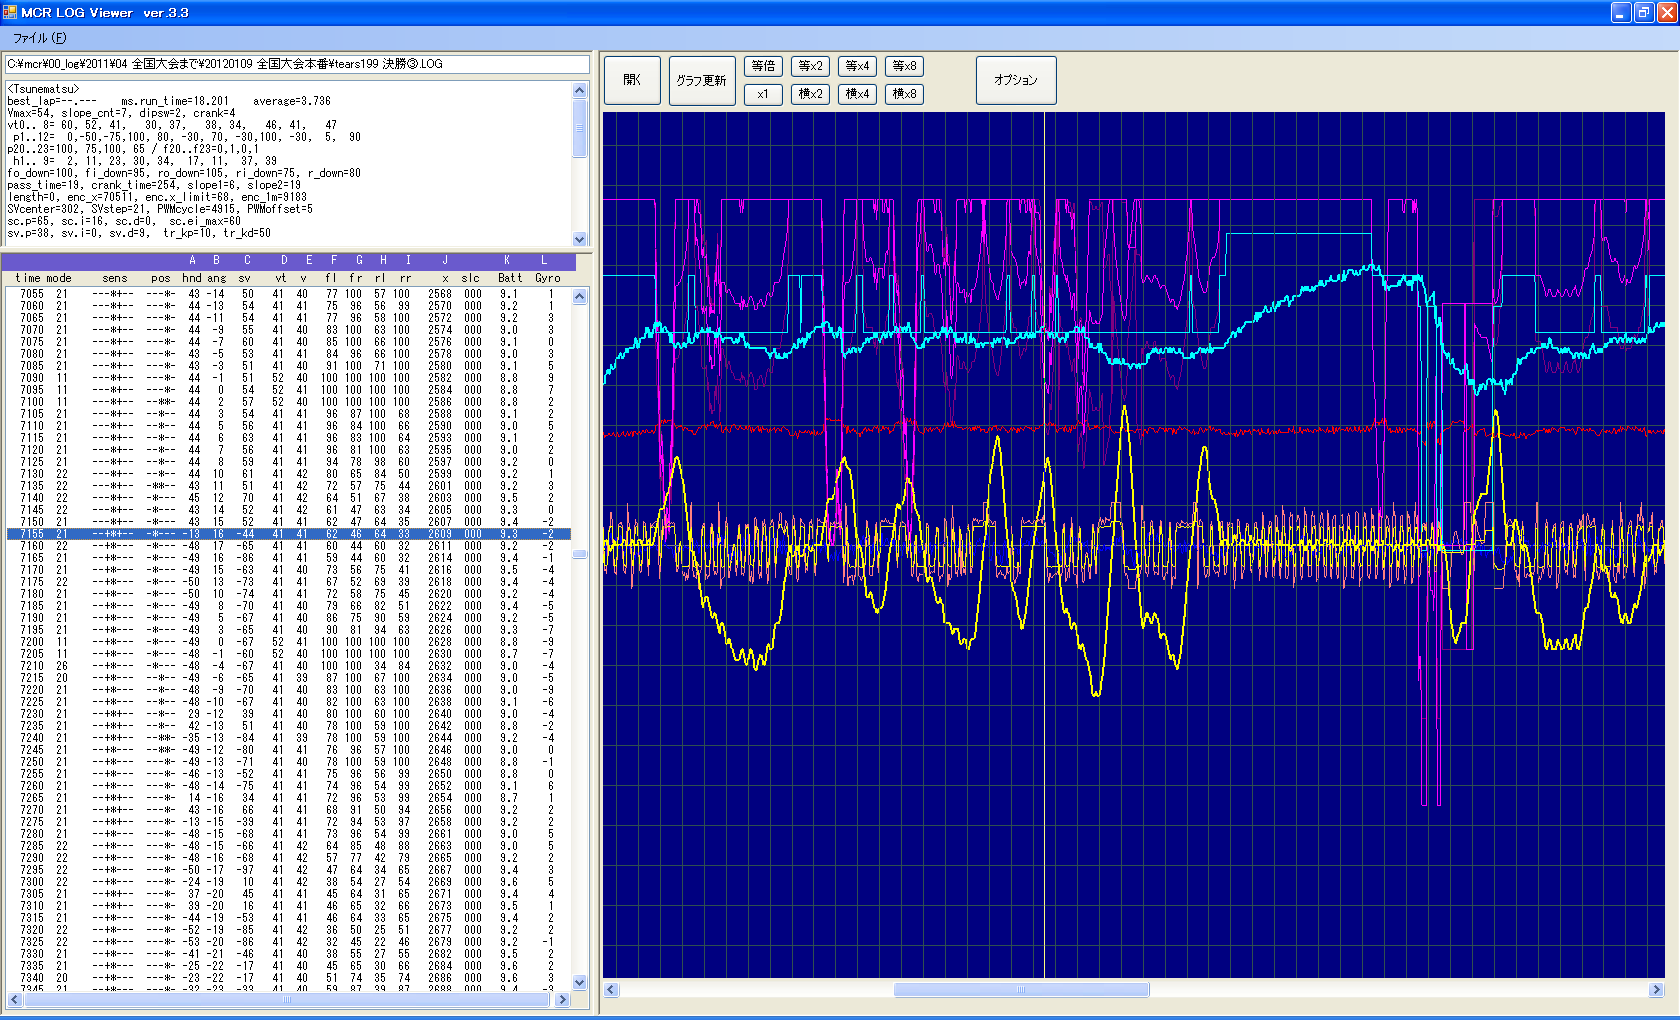 MCR LOG Viewer ver.3.3
ファイル(F)
C:¥mcr¥00_log¥2011¥04 全国大会まで¥20120109 全国大会本番¥tears199 決勝③.LOG
<Tsunematsu>
best_lap=--.--- ms.run_time=18.201 average=3.736
Vmax=54, slope_cnt=7, dipsw=2, crank=4
vt0.. 8= 60, 52, 41, 30, 37, 38, 34, 46, 41, 47
p1..12= 0,-50,-75,100, 80, -30, 70, -30,100, -30, 5, 90
p20..23=100, 75,100, 65 / f20..f23=0,1,0,1
h1.. 9= 2, 11, 23, 30, 34, 17, 11, 37, 39
fo_down=100, fi_down=95, ro_down=105, ri_down=75, r_down=80
pass_time=19, crank_time=254, slope1=6, slope2=19
length=0, enc_x=70511, enc.x_limit=68, enc_1m=9183
SVcenter=302, SVstep=21, PWMcycle=4915, PWMoffset=5
sc.p=65, sc.i=16, sc.d=0, sc.ei_max=60
sv.p=38, sv.i=0, sv.d=9, tr_kp=10, tr_kd=50
開く
グラフ更新
等倍
等x2
等x4
等x8
x1
横x2
横x4
横x8
オプション
A B C D E F G H I J K L
time mode sens pos hnd ang sv vt v fl fr rl rr x slc Batt Gyro
7055 21 ---*+-- ---*- 43 -14 50 41 40 77 100 57 100 2568 000 9.1 1
7060 21 ---*+-- ---*- 44 -13 54 41 41 75 96 56 99 2570 000 9.2 1
7065 21 ---*+-- ---*- 44 -11 54 41 41 77 96 58 100 2572 000 9.2 3
7070 21 ---*+-- ---*- 44 -9 55 41 40 83 100 63 100 2574 000 9.0 3
7075 21 ---*+-- ---*- 44 -7 60 41 40 85 100 66 100 2576 000 9.1 0
7080 21 ---*+-- ---*- 43 -5 53 41 41 84 96 66 100 2578 000 9.0 3
7085 21 ---*+-- ---*- 43 -3 51 41 40 91 100 71 100 2580 000 9.1 5
7090 11 ---*+-- ---*- 44 -1 51 52 40 100 100 100 100 2582 000 8.8 9
7095 11 ---*+-- ---*- 44 0 54 52 41 100 100 100 100 2584 000 8.8 7
7100 11 ---*+-- --**- 44 2 57 52 40 100 100 100 100 2586 000 8.8 2
7105 21 ---*+-- --*-- 44 3 54 41 41 96 87 100 68 2588 000 9.1 2
7110 21 ---*+-- --*-- 44 5 56 41 41 96 84 100 66 2590 000 9.0 5
7115 21 ---*+-- --*-- 44 6 63 41 41 96 83 100 64 2593 000 9.1 2
7120 21 ---*+-- --*-- 44 7 56 41 41 96 81 100 63 2595 000 9.0 2
7125 21 ---*+-- --*-- 44 8 59 41 41 94 78 98 60 2597 000 9.2 0
7130 22 ---*+-- --*-- 44 10 61 41 42 80 65 84 50 2599 000 9.2 1
7135 22 ---*+-- -**-- 43 11 51 41 42 72 57 75 44 2601 000 9.2 3
7140 22 ---*+-- -*--- 45 12 70 41 42 64 51 67 38 2603 000 9.5 2
7145 22 ---*+-- -*--- 43 14 52 41 42 61 47 63 34 2605 000 9.3 0
7150 21 ---*+-- -*--- 43 15 52 41 41 62 47 64 35 2607 000 9.4 -2
7155 21 --+*+-- -*--- -13 16 -44 41 41 62 46 64 33 2609 000 9.3 -2
7160 22 --+*--- -*--- -48 17 -65 41 41 60 44 60 32 2611 000 9.2 -2
7165 21 --+*--- -*--- -49 16 -86 41 41 59 44 60 32 2614 000 9.4 -1
7170 21 --+*--- -*--- -49 15 -63 41 40 73 56 75 41 2616 000 9.5 -4
7175 22 --+*--- -*--- -50 13 -73 41 41 67 52 69 39 2618 000 9.4 -4
7180 21 --+*--- -*--- -50 10 -74 41 41 72 58 75 45 2620 000 9.2 -4
7185 21 --+*--- -*--- -49 8 -70 41 40 79 66 82 51 2622 000 9.4 -5
7190 21 --+*--- -*--- -49 5 -67 41 40 86 75 90 59 2624 000 9.2 -5
7195 21 --+*--- -*--- -49 3 -65 41 40 90 81 94 63 2626 000 9.3 -7
7200 11 --+*--- -*--- -49 0 -67 52 41 100 100 100 100 2628 000 8.8 -9
7205 11 --+*--- -*--- -48 -1 -60 52 40 100 100 100 100 2630 000 8.7 -7
7210 26 --+*--- --*-- -48 -4 -67 41 40 100 100 34 84 2632 000 9.0 -4
7215 20 --+*--- --*-- -49 -6 -65 41 39 87 100 67 100 2634 000 9.0 -5
7220 21 --+*--- --*-- -48 -9 -70 41 40 83 100 63 100 2636 000 9.0 -9
7225 21 --+*--- --*-- -48 -10 -67 41 40 82 100 63 100 2638 000 9.1 -6
7230 21 --+*+-- --*-- 29 -12 39 41 40 80 100 60 100 2640 000 9.0 -4
7235 21 --+*+-- --*-- 42 -13 51 41 40 78 100 59 100 2642 000 8.8 -2
7240 21 --+*+-- --**- -35 -13 -84 41 39 78 100 59 100 2644 000 9.2 -4
7245 21 --+*--- --**- -49 -12 -80 41 41 76 96 57 100 2646 000 9.0 0
7250 21 --+*--- ---*- -49 -13 -71 41 40 78 100 59 100 2648 000 8.8 -1
7255 21 --+*+-- ---*- -46 -13 -52 41 41 75 96 56 99 2650 000 8.8 0
7260 21 --+*+-- ---*- -48 -14 -75 41 41 74 96 54 99 2652 000 9.1 6
7265 21 --+*+-- ---*- 14 -16 34 41 41 72 96 53 99 2654 000 8.7 1
7270 21 --+*+-- ---*- 43 -16 66 41 41 68 91 50 94 2656 000 9.2 2
7275 21 --+*+-- ---*- -13 -15 -39 41 41 72 94 53 97 2658 000 9.2 2
7280 21 --+*--- ---*- -48 -15 -68 41 41 73 96 54 99 2661 000 9.0 5
7285 22 --+*--- ---*- -48 -15 -66 41 42 64 85 48 88 2663 000 9.0 5
7290 22 --+*--- ---*- -48 -16 -68 41 42 57 77 42 79 2665 000 9.2 2
7295 22 --+*--- ---*- -50 -17 -97 41 42 47 64 34 65 2667 000 9.4 3
7300 22 --+*+-- ---*- -24 -19 10 41 42 38 54 27 54 2669 000 9.6 5
7305 21 --+*+-- ---*- 37 -20 45 41 41 45 64 31 65 2671 000 9.4 4
7310 21 --+*+-- ---*- 39 -20 16 41 41 46 65 32 66 2673 000 9.5 1
7315 22 --+*--- ---*- -44 -19 -53 41 41 46 64 33 65 2675 000 9.4 2
7320 22 --+*--- ---*- -52 -19 -85 41 42 36 50 25 51 2677 000 9.2 2
7325 22 --+*--- ---*- -53 -20 -86 41 42 32 45 22 46 2679 000 9.2 -1
7330 21 --+*--- ---*- -41 -21 -46 41 40 38 55 27 55 2682 000 9.5 2
7335 21 --+*--- ---*- -25 -22 -17 41 40 45 65 30 66 2684 000 9.6 2
7340 20 --+*--- ---*- -23 -22 -17 41 40 51 74 35 74 2686 000 9.6 3
7345 21 --+*--- ---*- -32 -23 -33 41 40 59 87 39 87 2688 000 9.4 -3